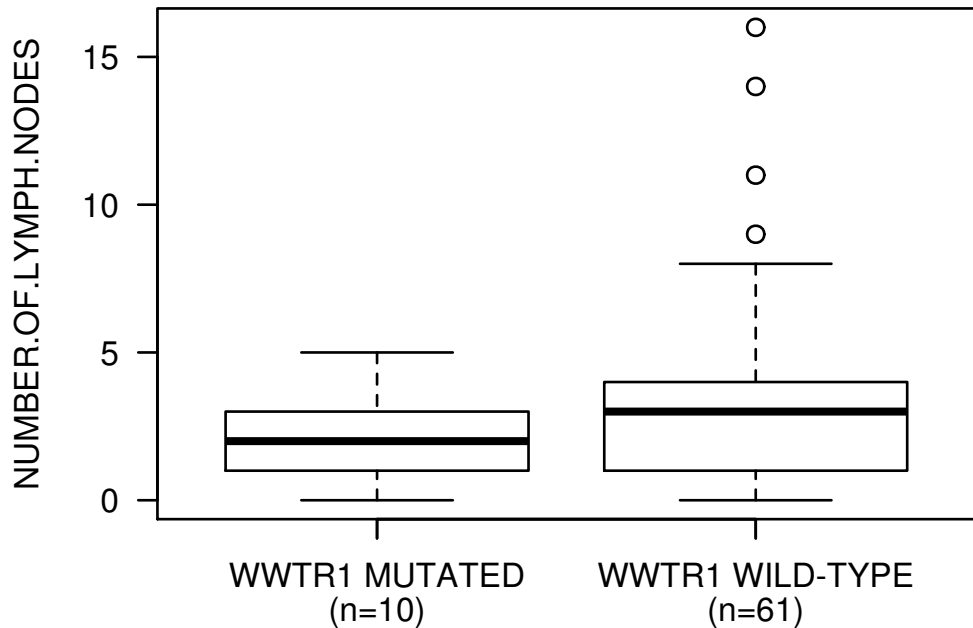 NUMBER.OF.LYMPH.NODES
15
10
5
0
WWTR1 MUTATED
(n=10)
WWTR1 WILD-TYPE
(n=61)